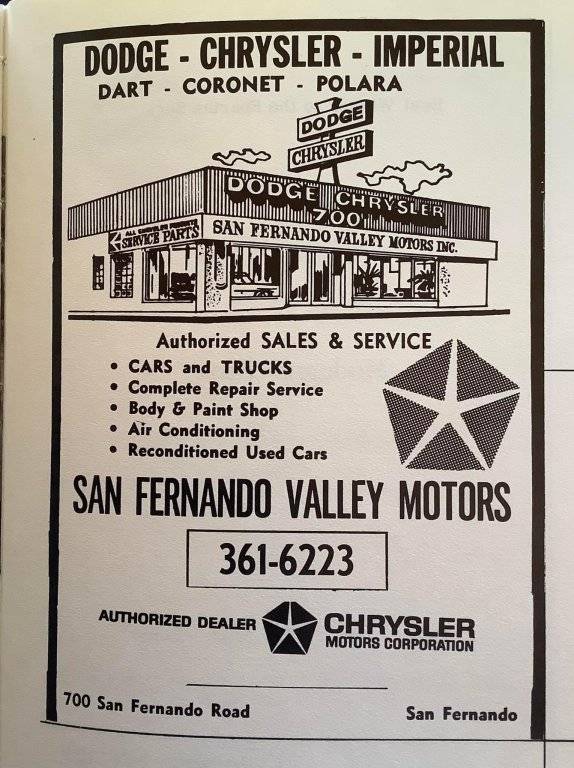 DODGE - CHRYSLER - IMPERIAL
DART - CORONET - POLARA
DODGE
CHRYSLER
DODGE CHRYSLER
700
SERVICE PARTS
SAN FERNANDO VALLEY MOTORS INC.
Authorized SALES & SERVICE
• CARS and TRUCKS
• Complete Repair Service
• Body & Paint Shop
• Air Conditioning
• Reconditioned Used Cars
SAN FERNANDO VALLEY MOTORS
361-6223
AUTHORIZED DEALER
CHRYSLER
MOTORS CORPORATION
700 San Fernando Road
San Fernando